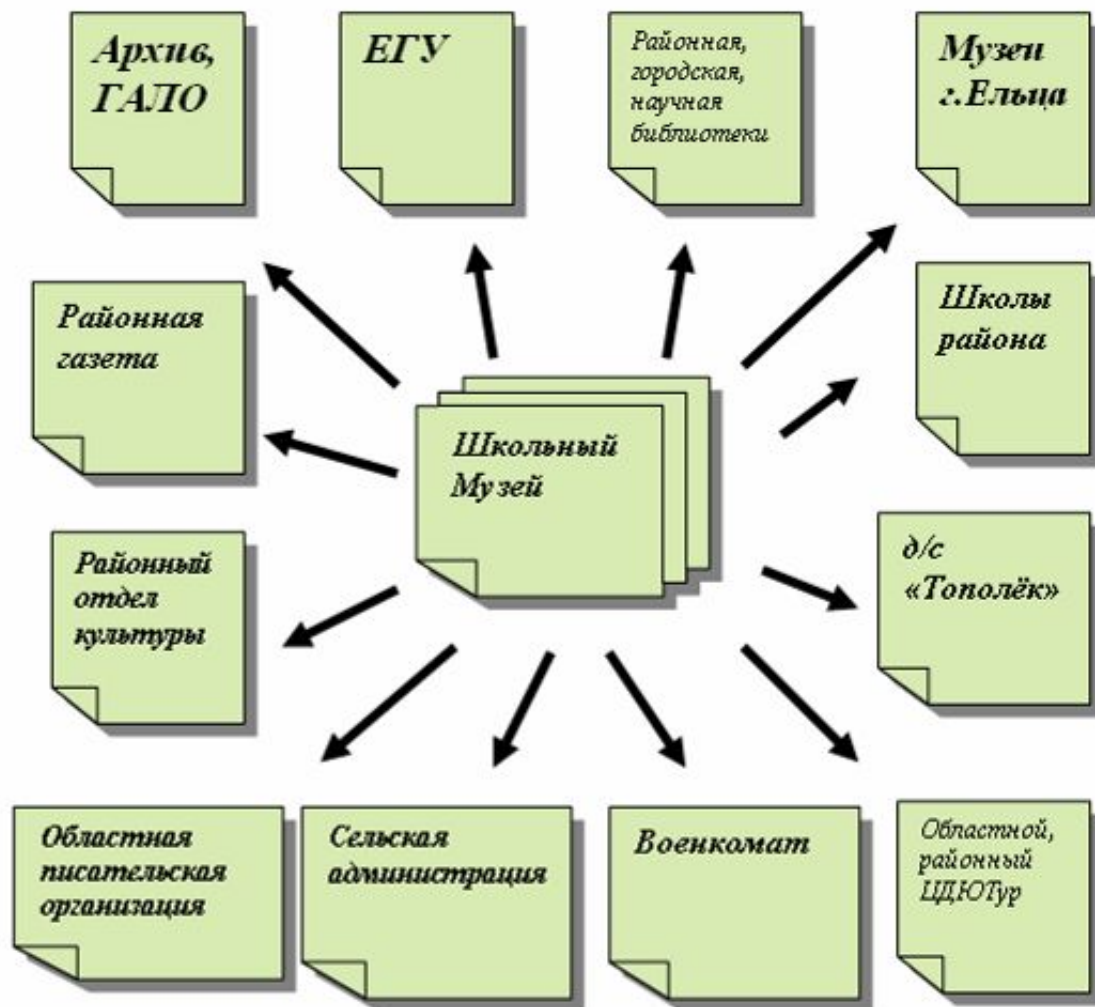 Архив,
ГАЛО
ЕГУ
Районная,
городская,
научная
библиотеки
Музеи
г.Ельца
Районная
газета
Школы
района
Школьный
Музей
Районный
отдел
культуры
д/с
«Тополёк»
Областная
писательская
организация
Сельская
администрация
Военкомат
Областной,
районный
ЦДЮТур